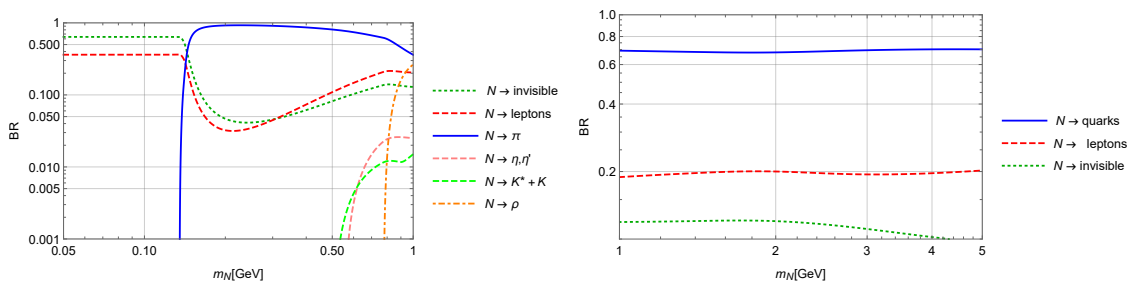 1
0.500
0.100
0.050
0.010
0.005
0.001
0.05
0.10
0.50
1
BR
m_N[GeV]
N → invisible
N → leptons
N → π
N → η,η'
N → K* + K
N → ρ
1.0
0.8
0.6
0.4
0.2
1
2
3
4
5
BR
m_N[GeV]
N → quarks
N → leptons
N → invisible